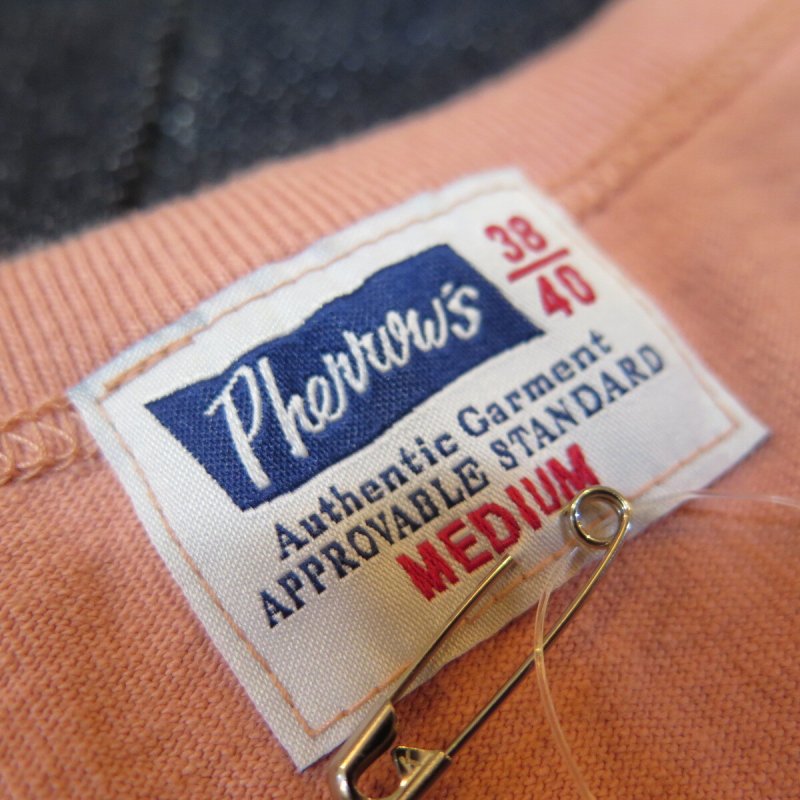 Pherrow's
38
40
Authentic Garment
APPROVABLE STANDARD
MEDIUM